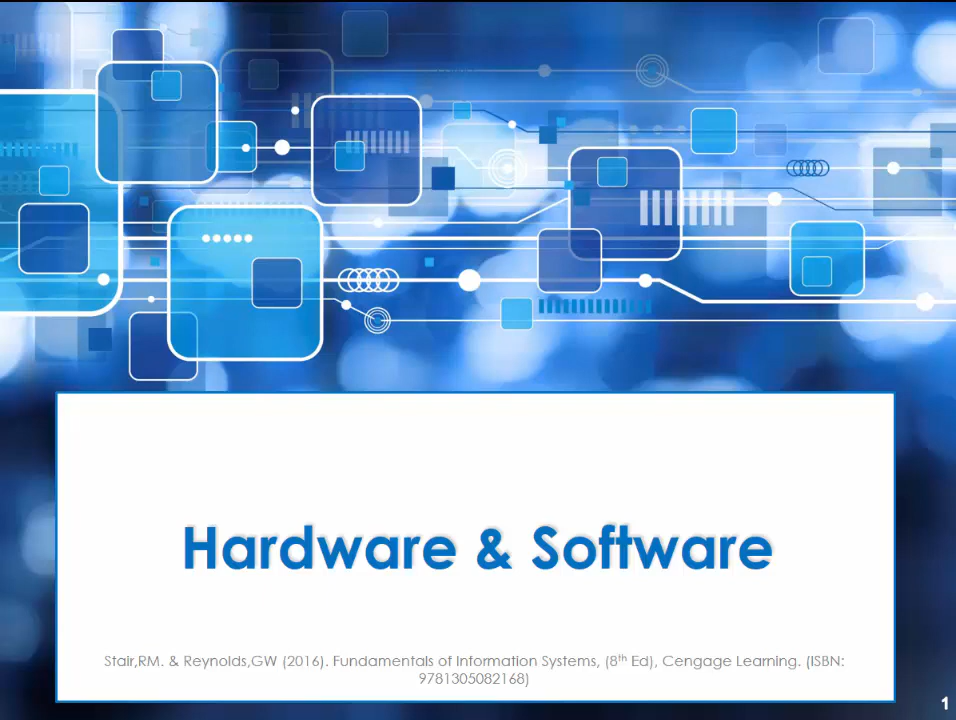 Hardware & Software
Stair,RM. & Reynolds,GW (2016). Fundamentals of Information Systems, (8th Ed), Cengage Learning. (ISBN:
9781305082168)
1